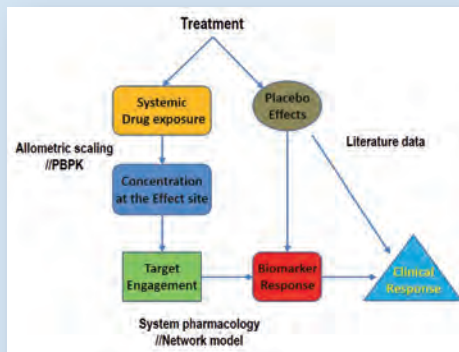 Treatment
Systemic
Drug exposure
Placebo
Effects
Allometric scaling
//PBPK
Literature data
Concentration
at the Effect site
Target
Engagement
Biomarker
Response
Clinical
Response
System pharmacology
//Network model